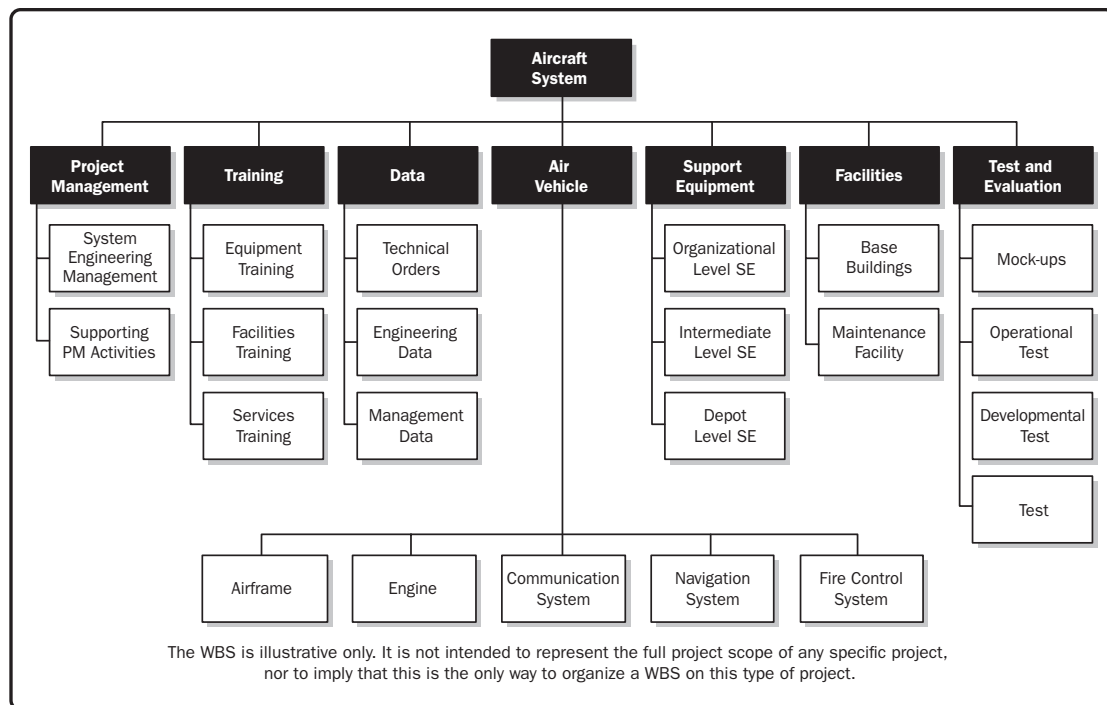 Aircraft
System
Project
Management
Training
Data
Air
Vehicle
Support
Equipment
Facilities
Test and
Evaluation
System
Engineering
Management
Supporting
PM Activities
Equipment
Training
Facilities
Training
Services
Training
Technical
Orders
Engineering
Data
Management
Data
Organizational
Level SE
Intermediate
Level SE
Depot
Level SE
Base
Buildings
Maintenance
Facility
Mock-ups
Operational
Test
Developmental
Test
Test
Airframe
Engine
Communication
System
Navigation
System
Fire Control
System
The WBS is illustrative only. It is not intended to represent the full project scope of any specific project,
nor to imply that this is the only way to organize a WBS on this type of project.